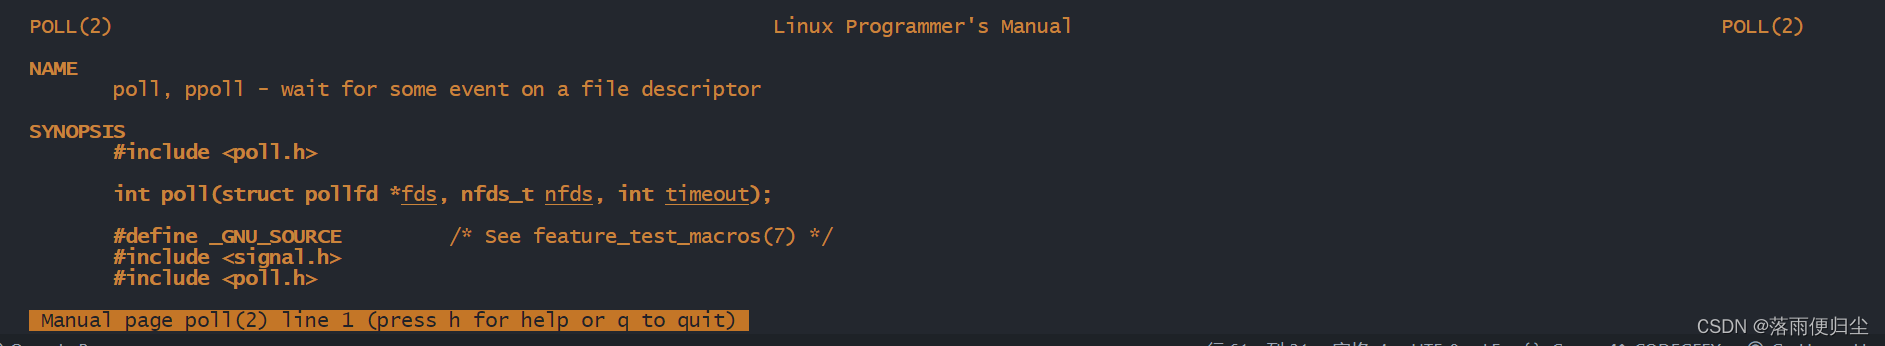 POLL(2) Linux Programmer's Manual POLL(2)
NAME
poll, ppoll - wait for some event on a file descriptor
SYNOPSIS
#include <poll.h>
int poll(struct pollfd *fds, nfds_t nfds, int timeout);
#define _GNU_SOURCE /* See feature_test_macros(7) */
#include <signal.h>
#include <poll.h>
Manual page poll(2) line 1 (press h for help or q to quit)
CSDN @落雨便归尘